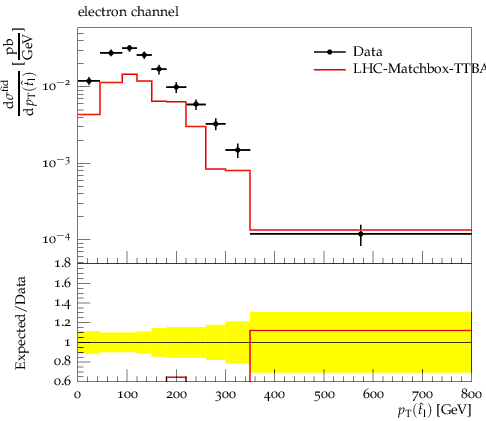 electron channel
dσ^fid / dp_T(t̂_l) [pb/GeV]
Data
LHC-Matchbox-TTBA
10^−2
10^−3
10^−4
Expected/Data
1.8
1.6
1.4
1.2
1
0.8
0.6
0 100 200 300 400 500 600 700 800
p_T(t̂_l) [GeV]